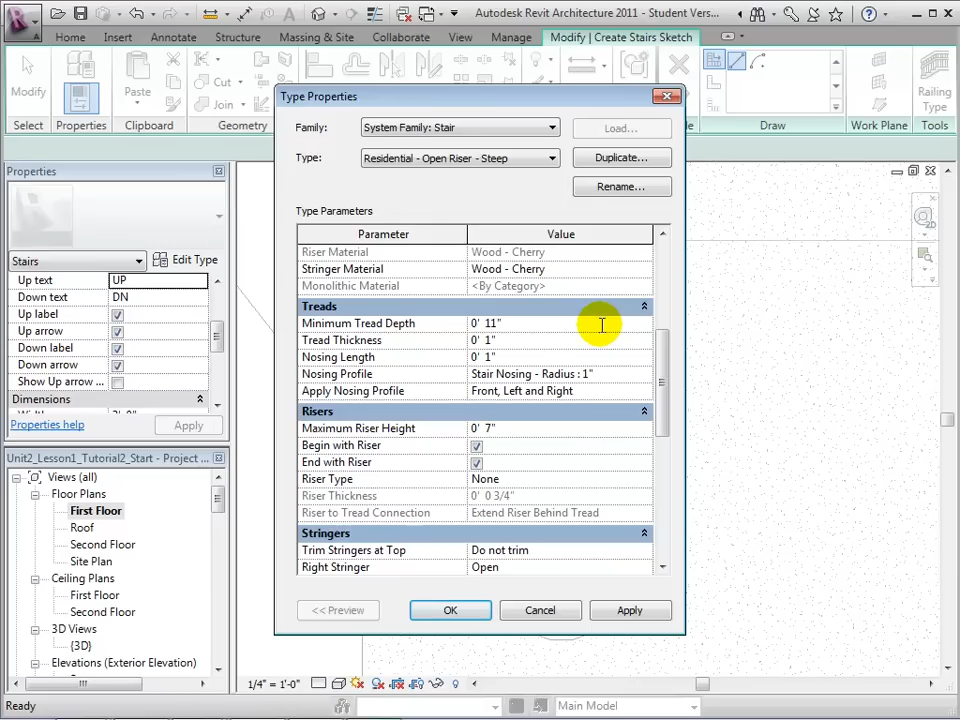 Autodesk Revit Architecture 2011 - Student Vers...
Home Insert Annotate Structure Massing & Site Collaborate View Manage Modify | Create Stairs Sketch
Modify
Paste
Cut
Join
Railing
Type
Select Properties Clipboard Geometry Draw Work Plane Tools
Properties
Stairs
Edit Type
Up text UP
Down text DN
Up label
Up arrow
Down label
Down arrow
Show Up arrow ...
Dimensions
Properties help Apply
Unit2_Lesson1_Tutorial2_Start - Project ...
Views (all)
Floor Plans
First Floor
Roof
Second Floor
Site Plan
Ceiling Plans
First Floor
Second Floor
3D Views
{3D}
Elevations (Exterior Elevation)
Type Properties
Family: System Family: Stair Load...
Type: Residential - Open Riser - Steep Duplicate...
Rename...
Type Parameters
Parameter Value
Riser Material Wood - Cherry
Stringer Material Wood - Cherry
Monolithic Material <By Category>
Treads
Minimum Tread Depth 0' 11"
Tread Thickness 0' 1"
Nosing Length 0' 1"
Nosing Profile Stair Nosing - Radius : 1"
Apply Nosing Profile Front, Left and Right
Risers
Maximum Riser Height 0' 7"
Begin with Riser
End with Riser
Riser Type None
Riser Thickness 0' 0 3/4"
Riser to Tread Connection Extend Riser Behind Tread
Stringers
Trim Stringers at Top Do not trim
Right Stringer Open
<< Preview OK Cancel Apply
2D
1/4" = 1'-0"
Ready
Main Model